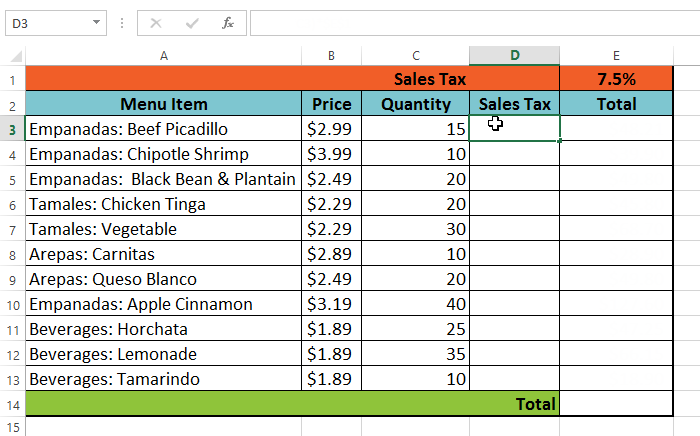 D3 fx
A B C D E
1 Sales Tax 7.5%
2 Menu Item Price Quantity Sales Tax Total
3 Empanadas: Beef Picadillo $2.99 15
4 Empanadas: Chipotle Shrimp $3.99 10
5 Empanadas:  Black Bean & Plantain $2.49 20
6 Tamales: Chicken Tinga $2.29 20
7 Tamales: Vegetable $2.29 30
8 Arepas: Carnitas $2.89 10
9 Arepas: Queso Blanco $2.49 20
10 Empanadas: Apple Cinnamon $3.19 40
11 Beverages: Horchata $1.89 25
12 Beverages: Lemonade $1.89 35
13 Beverages: Tamarindo $1.89 10
14 Total
15